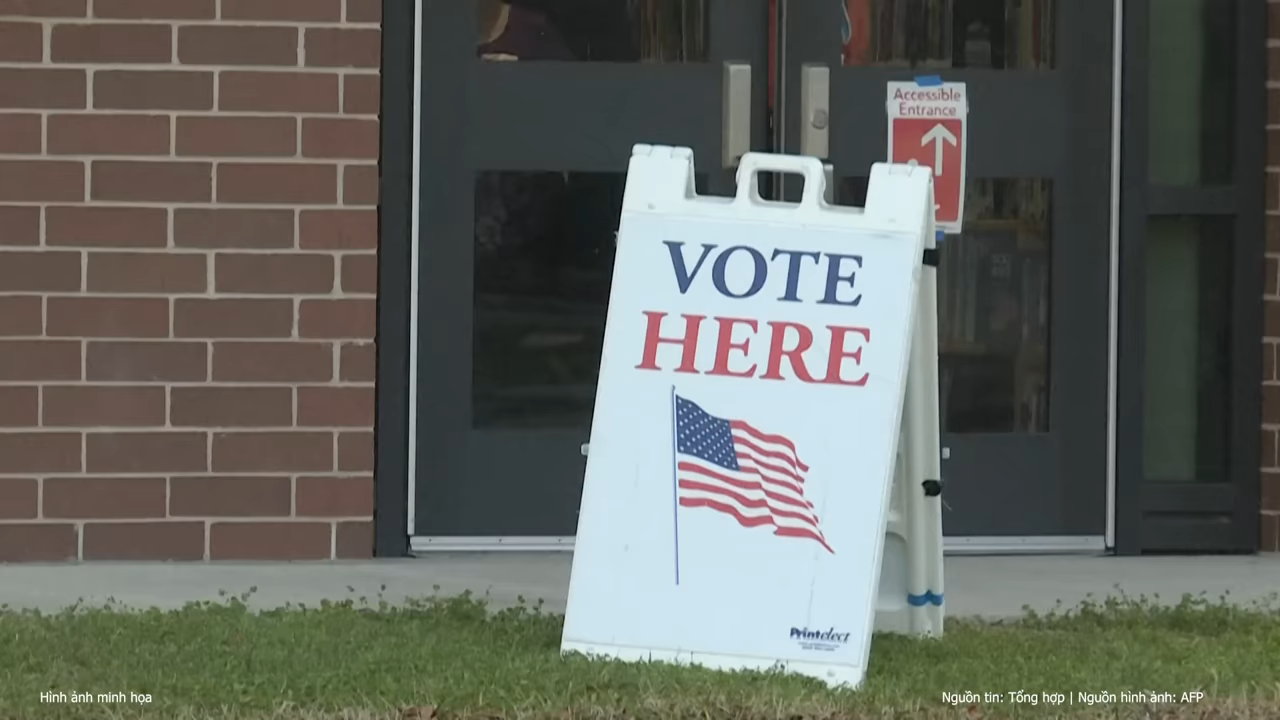 Accessible
Entrance
VOTE
HERE
Printelect
Hình ảnh minh họa
Nguồn tin: Tổng hợp | Nguồn hình ảnh: AFP